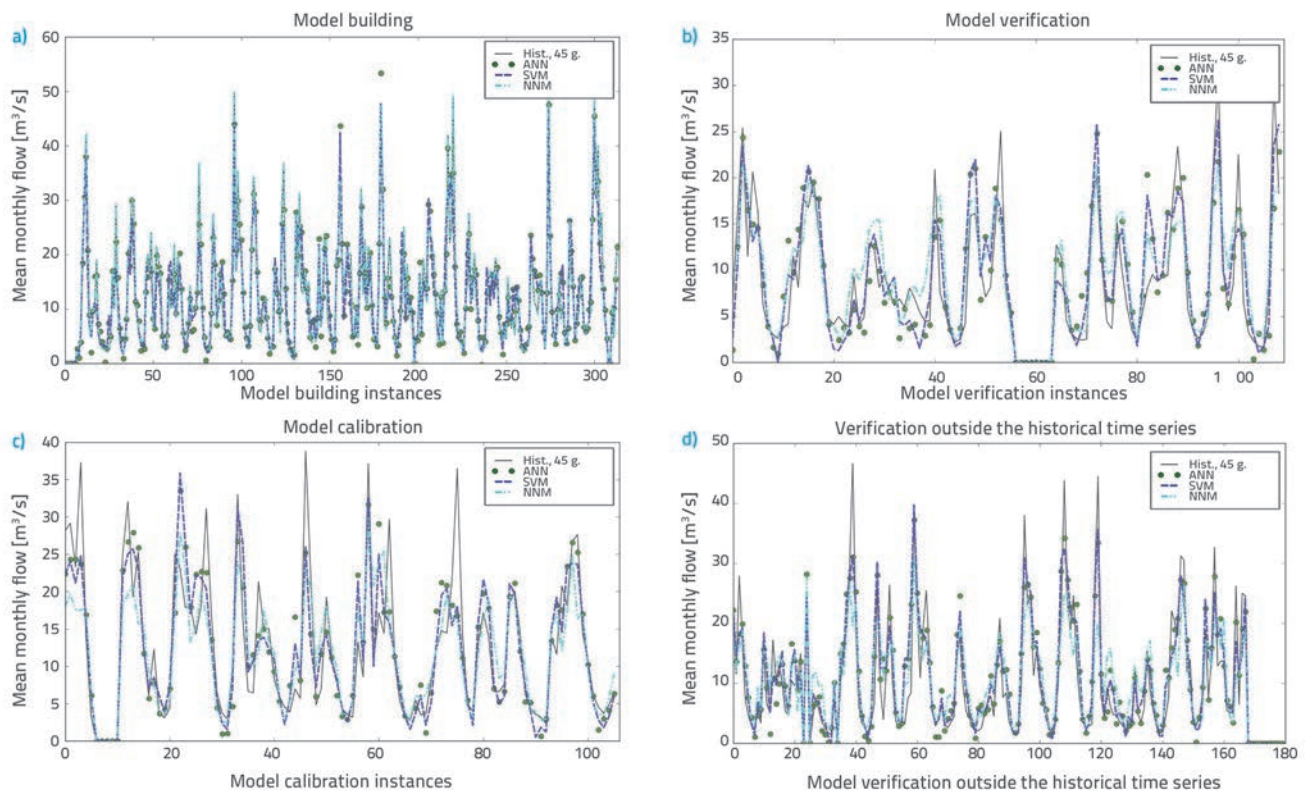 Model building
a)
60
50
40
30
20
10
0
Mean monthly flow [m³/s]
Hist., 45 g.
ANN
SVM
NNM
0 50 100 150 200 250 300
Model building instances
Model verification
b)
35
30
25
20
15
10
5
0
Mean monthly flow [m³/s]
Hist., 45 g.
ANN
SVM
NNM
0 20 40 60 80 1 00
Model verification instances
Model calibration
c)
40
35
30
25
20
15
10
5
0
Mean monthly flow [m³/s]
Hist., 45 g.
ANN
SVM
NNM
0 20 40 60 80 100
Model calibration instances
Verification outside the historical time series
d)
50
40
30
20
10
0
Mean monthly flow [m³/s]
Hist., 45 g.
ANN
SVM
NNM
0 20 24 40 60 80 100 120 140 160 180
Model verification outside the historical time series